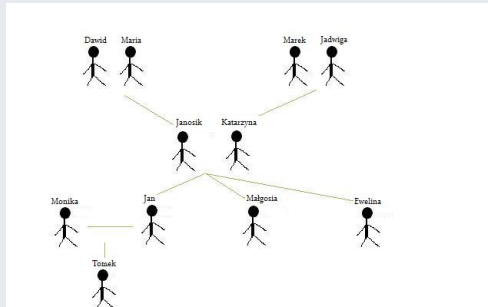 Dawid Maria Marek Jadwiga
Janosik Katarzyna
Monika Jan Małgosia Ewelina
Tomek